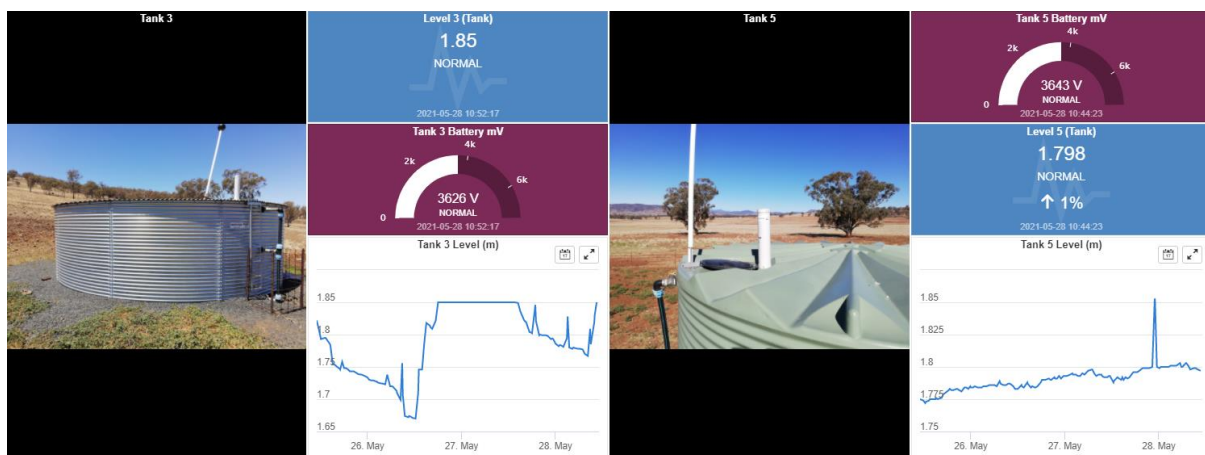 Tank 3
Level 3 (Tank)
1.85
NORMAL
2021-05-28 10:52:17
Tank 3 Battery mV
0
2k
4k
6k
3626 V
NORMAL
2021-05-28 10:52:17
Tank 3 Level (m)
1.85
1.8
1.75
1.7
1.65
26. May
27. May
28. May
Tank 5
Tank 5 Battery mV
0
2k
4k
6k
3643 V
NORMAL
2021-05-28 10:44:23
Level 5 (Tank)
1.798
NORMAL
↑ 1%
2021-05-28 10:44:23
Tank 5 Level (m)
1.85
1.825
1.8
1.775
1.75
26. May
27. May
28. May